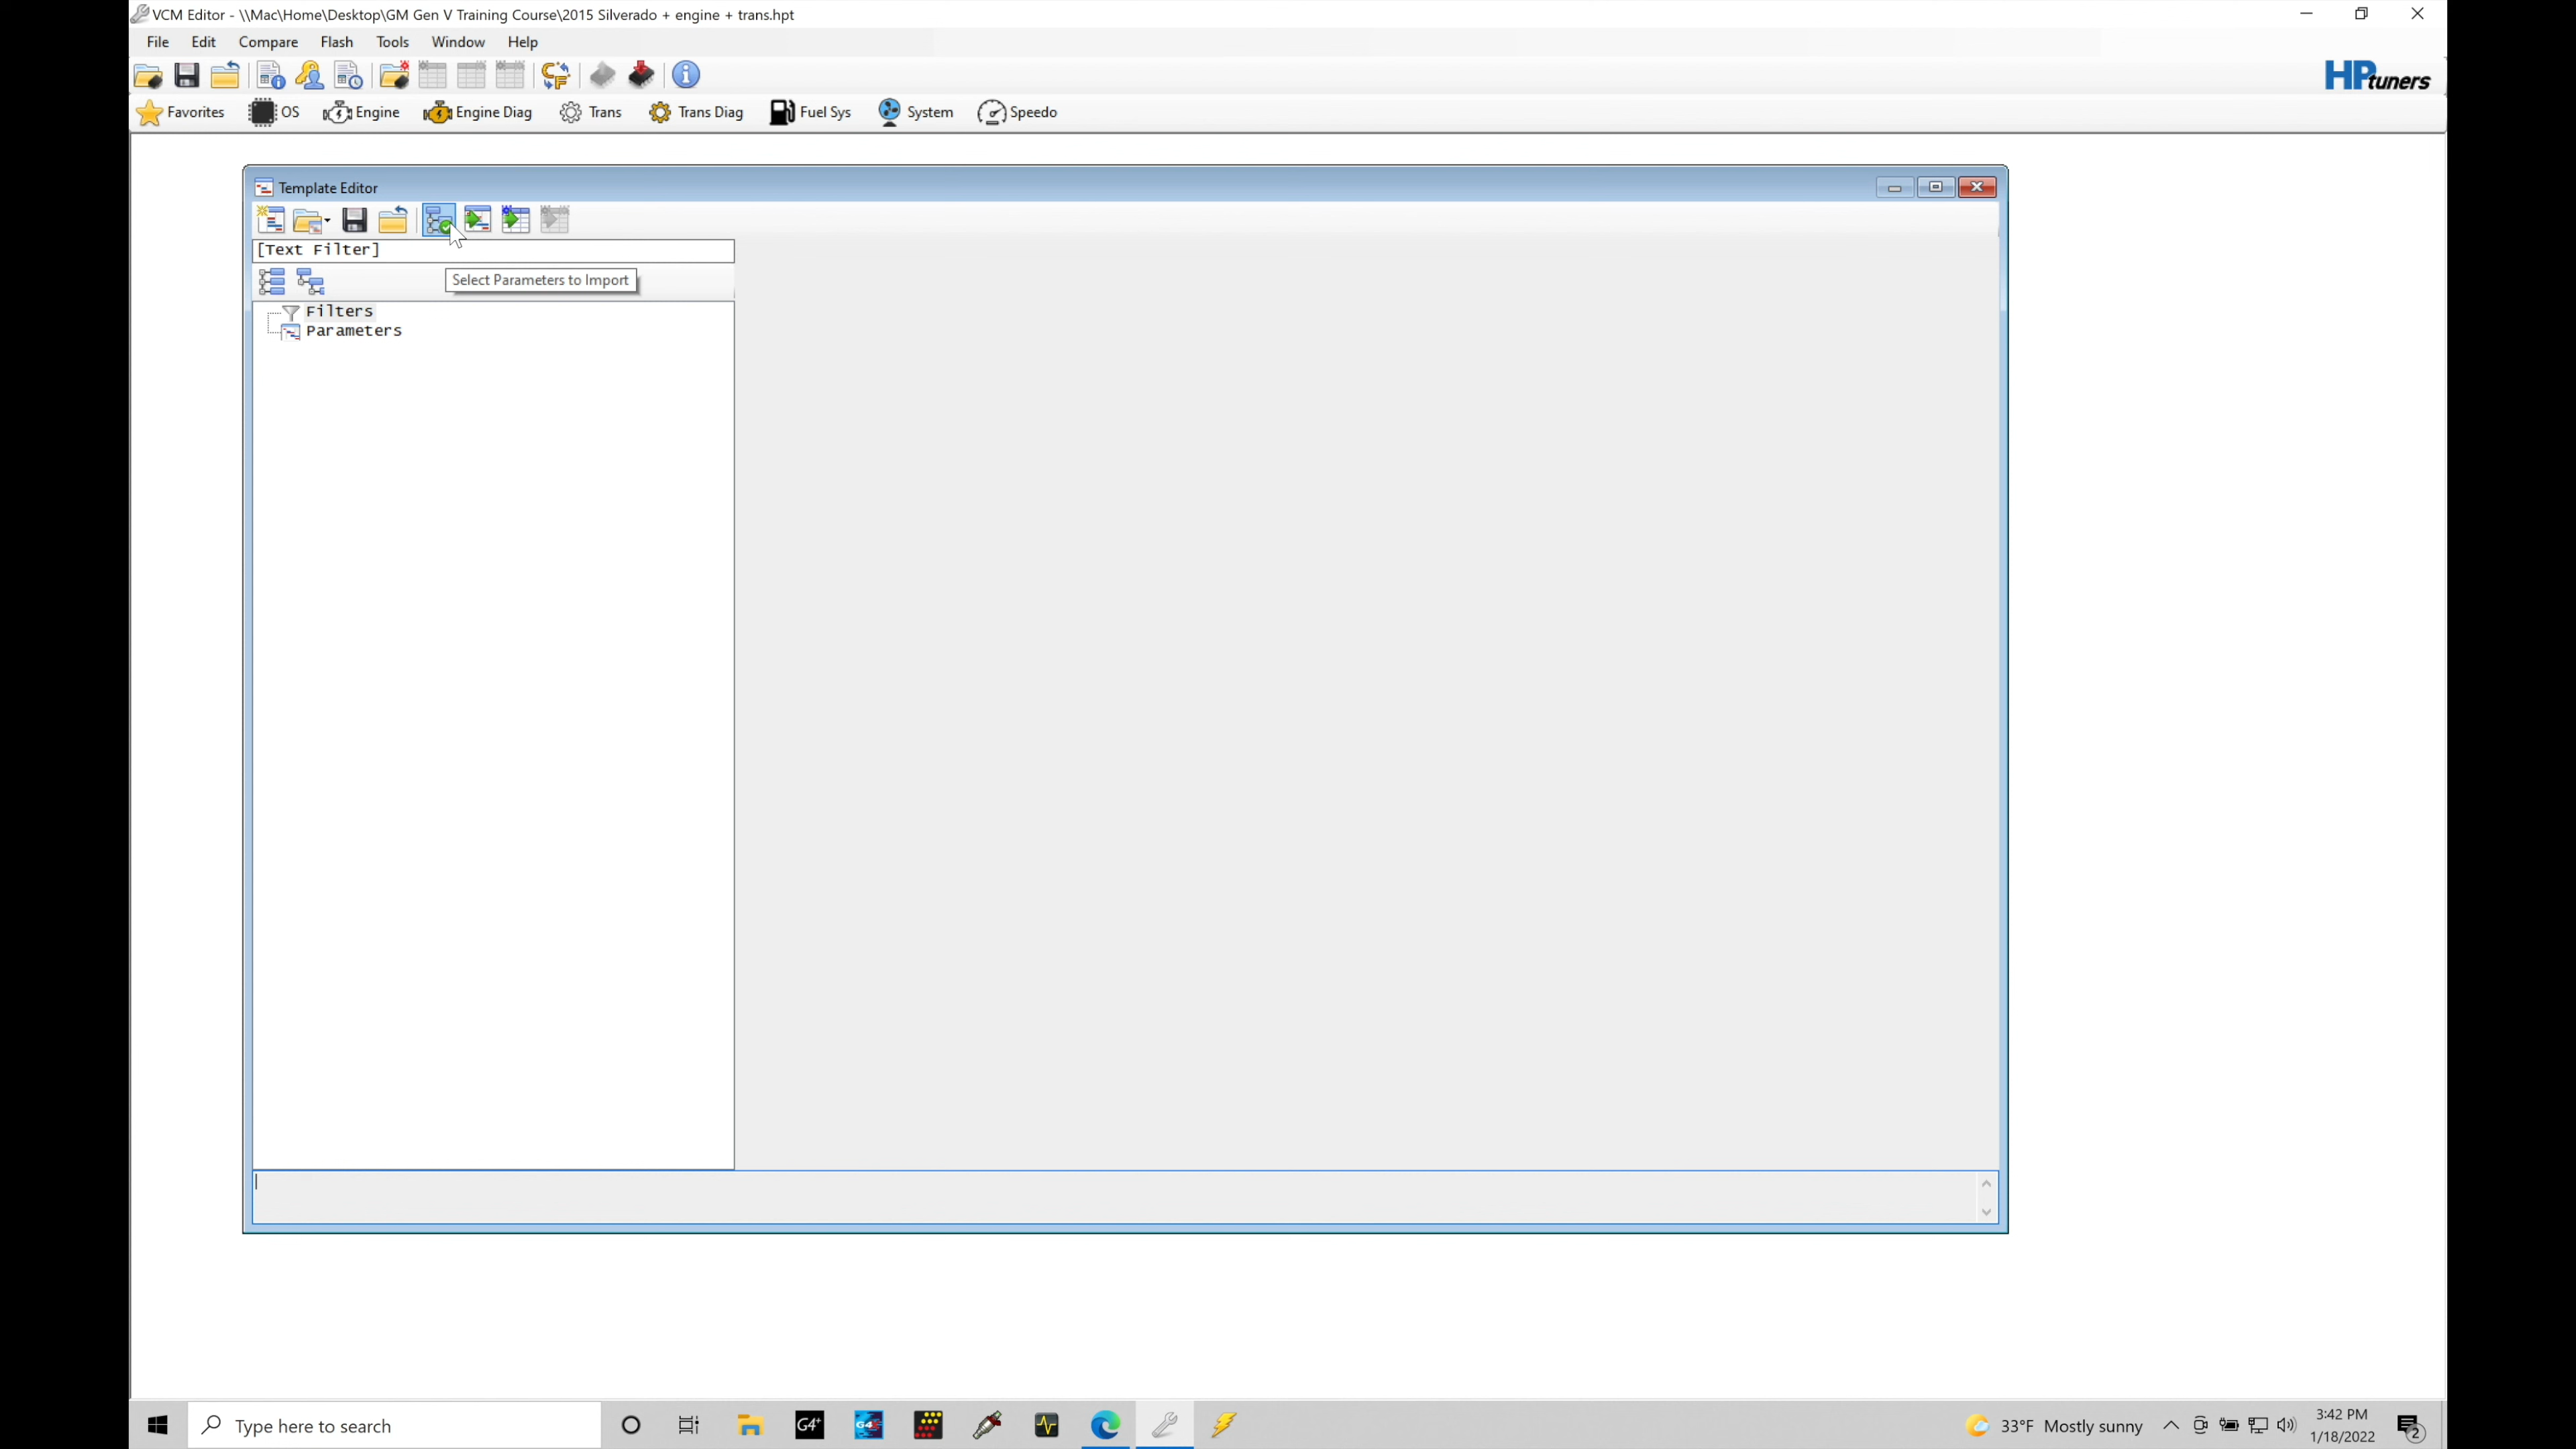 VCM Editor - \\Mac\Home\Desktop\GM Gen V Training Course\2015 Silverado + engine + trans.hpt
File Edit Compare Flash Tools Window Help
HPtuners
Favorites OS Engine Engine Diag Trans Trans Diag Fuel Sys System Speedo
Template Editor
[Text Filter]
Select Parameters to Import
Filters
Parameters
Type here to search
G4+
G4X
33°F Mostly sunny
3:42 PM
1/18/2022
2